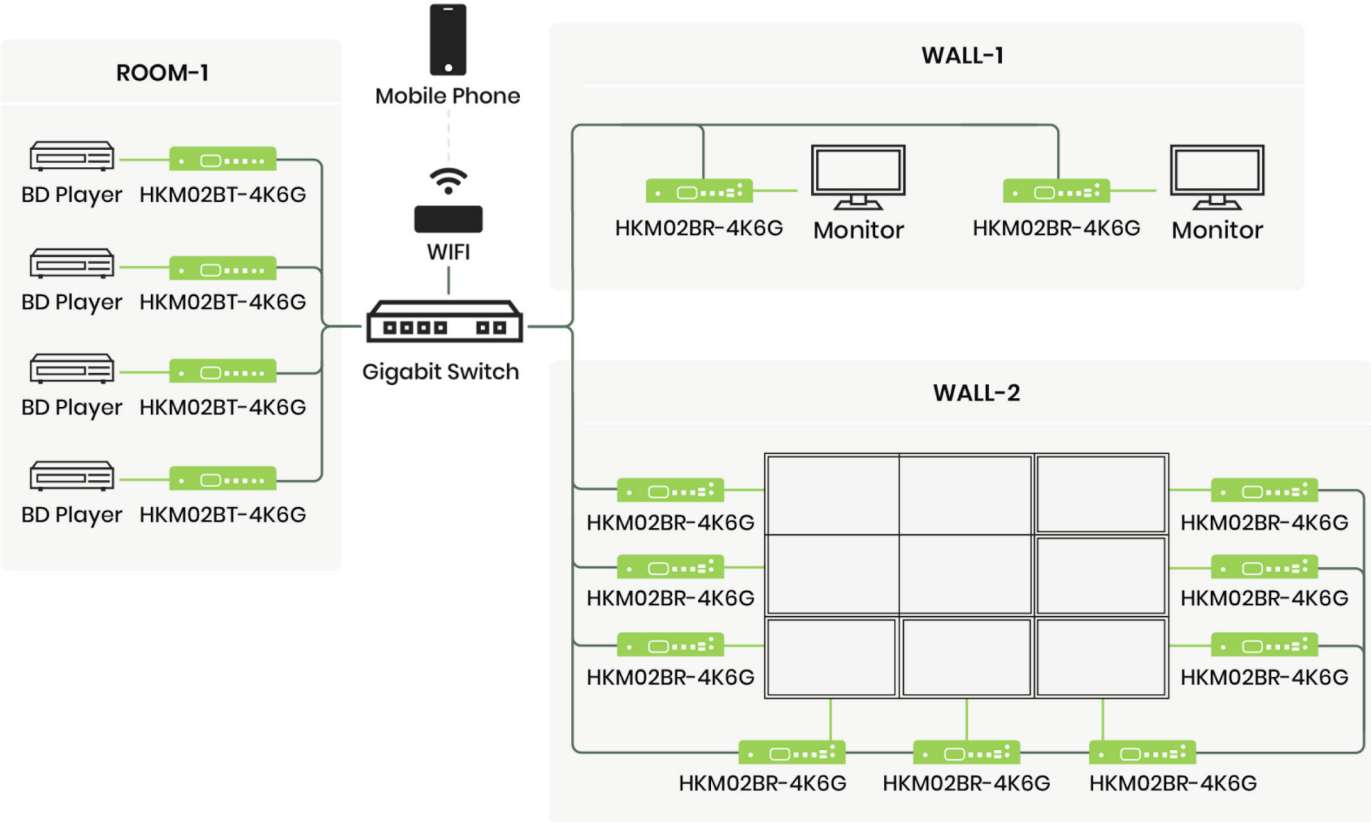 ROOM-1
BD Player HKM02BT-4K6G
BD Player HKM02BT-4K6G
BD Player HKM02BT-4K6G
BD Player HKM02BT-4K6G
Mobile Phone
WIFI
Gigabit Switch
WALL-1
HKM02BR-4K6G Monitor HKM02BR-4K6G Monitor
WALL-2
HKM02BR-4K6G HKM02BR-4K6G
HKM02BR-4K6G HKM02BR-4K6G
HKM02BR-4K6G HKM02BR-4K6G
HKM02BR-4K6G HKM02BR-4K6G HKM02BR-4K6G